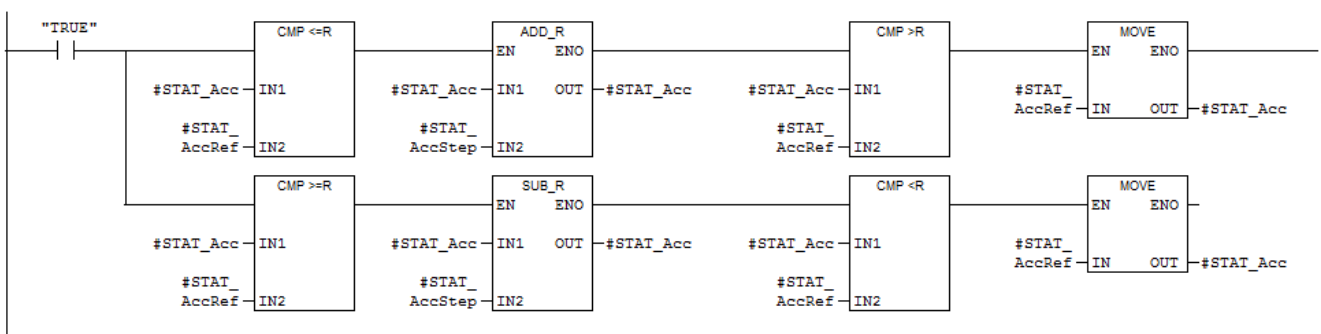 "TRUE"
CMP <=R
ADD_R
CMP >R
MOVE
EN ENO
EN ENO
#STAT_Acc IN1
#STAT_Acc IN1 OUT #STAT_Acc
#STAT_Acc IN1
#STAT_
AccRef IN OUT #STAT_Acc
#STAT_
AccRef IN2
#STAT_
AccStep IN2
#STAT_
AccRef IN2
CMP >=R
SUB_R
CMP <R
MOVE
EN ENO
EN ENO
#STAT_Acc IN1
#STAT_Acc IN1 OUT #STAT_Acc
#STAT_Acc IN1
#STAT_
AccRef IN OUT #STAT_Acc
#STAT_
AccRef IN2
#STAT_
AccStep IN2
#STAT_
AccRef IN2